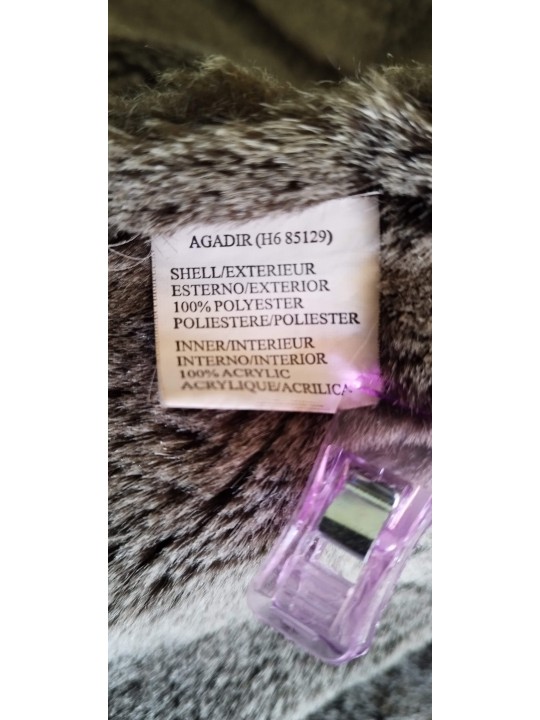 AGADIR (H6 85129)
SHELL/EXTERIEUR
ESTERNO/EXTERIOR
100% POLYESTER
POLIESTERE/POLIESTER
INNER/INTERIEUR
INTERNO/INTERIOR
100% ACRYLIC
ACRYLIQUE/ACRILICA